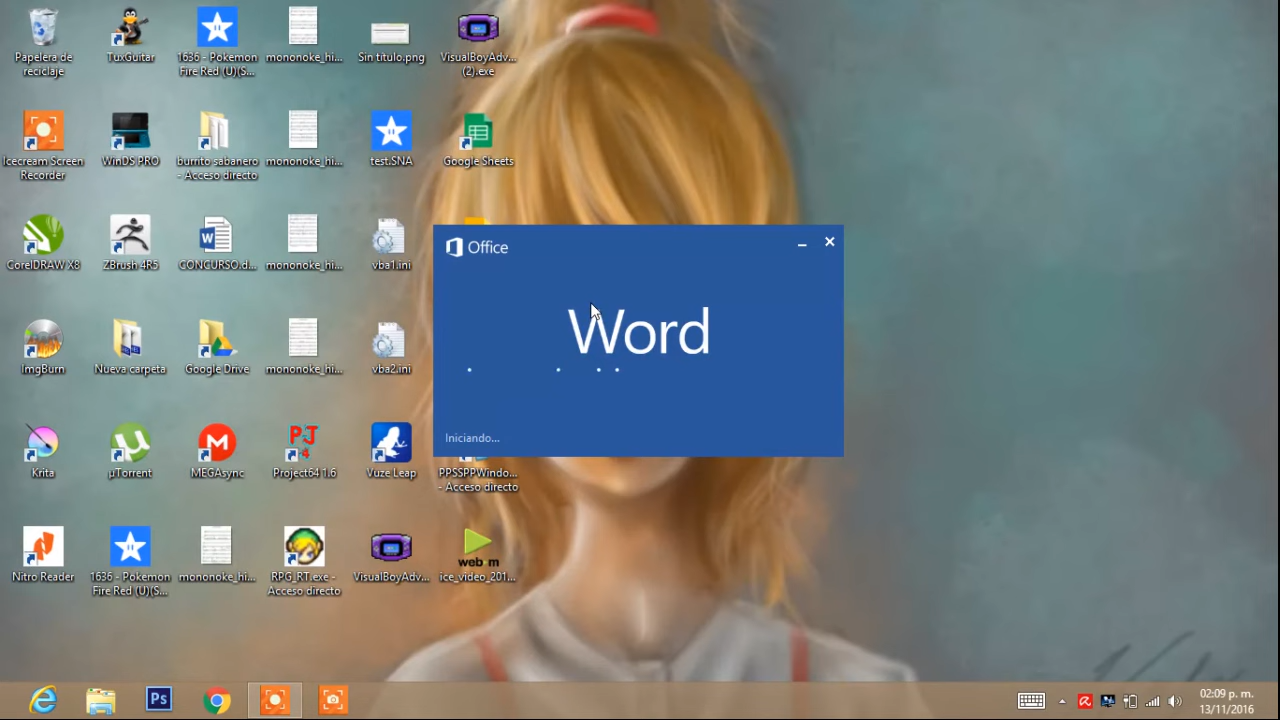 Papelera de
reciclaje
TuxGuitar
1636 - Pokemon
Fire Red (U)(S...
mononoke_hi...
Sin título.png
VisualBoyAdv...
(2).exe
Icecream Screen
Recorder
WinDS PRO
burrito sabanero
- Acceso directo
mononoke_hi...
test.SNA
Google Sheets
CorelDRAW X8
ZBrush 4R5
CONCURSO.d...
mononoke_hi...
vba1.ini
Office
Word
Iniciando...
ImgBurn
Nueva carpeta
Google Drive
mononoke_hi...
vba2.ini
Krita
µTorrent
MEGAsync
PJ
64
Project64 1.6
Vuze Leap
PPSSPPWindo...
- Acceso directo
Nitro Reader
1636 - Pokemon
Fire Red (U)(S...
mononoke_hi...
RPG_RT.exe -
Acceso directo
VisualBoyAdv...
web-m
ice_video_201...
Ps
02:09 p. m.
13/11/2016